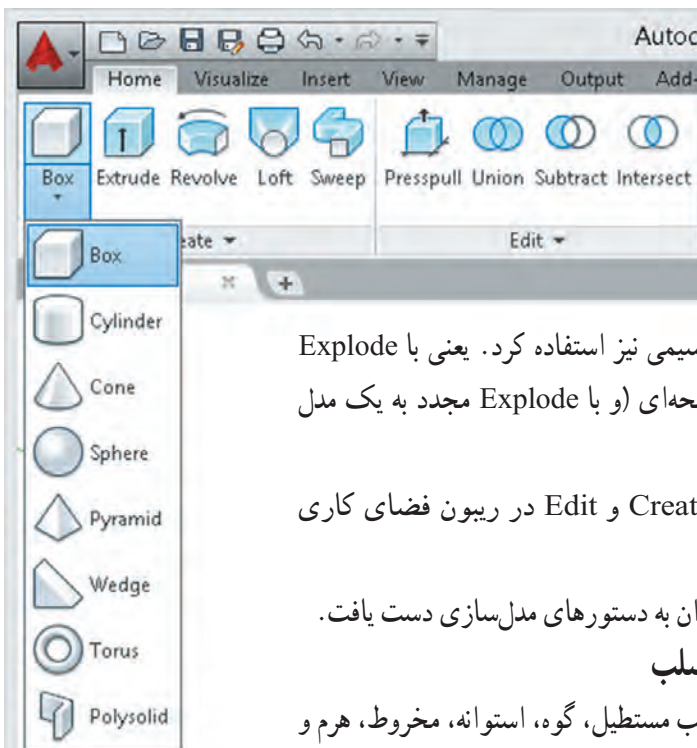 Autoc
Home Visualize Insert View Manage Output Add-
Box Extrude Revolve Loft Sweep Presspull Union Subtract Intersect
eate Edit
Box
Cylinder
Cone
Sphere
Pyramid
Wedge
Torus
Polysolid
سیمی نیز استفاده کرد. یعنی با Explode
حه‌ای (و با Explode مجدد به یک مدل
Creat و Edit در ریبون فضای کاری
ان به دستورهای مدل‌سازی دست یافت.
سلب
ب مستطیل، گوه، استوانه، مخروط، هرم و